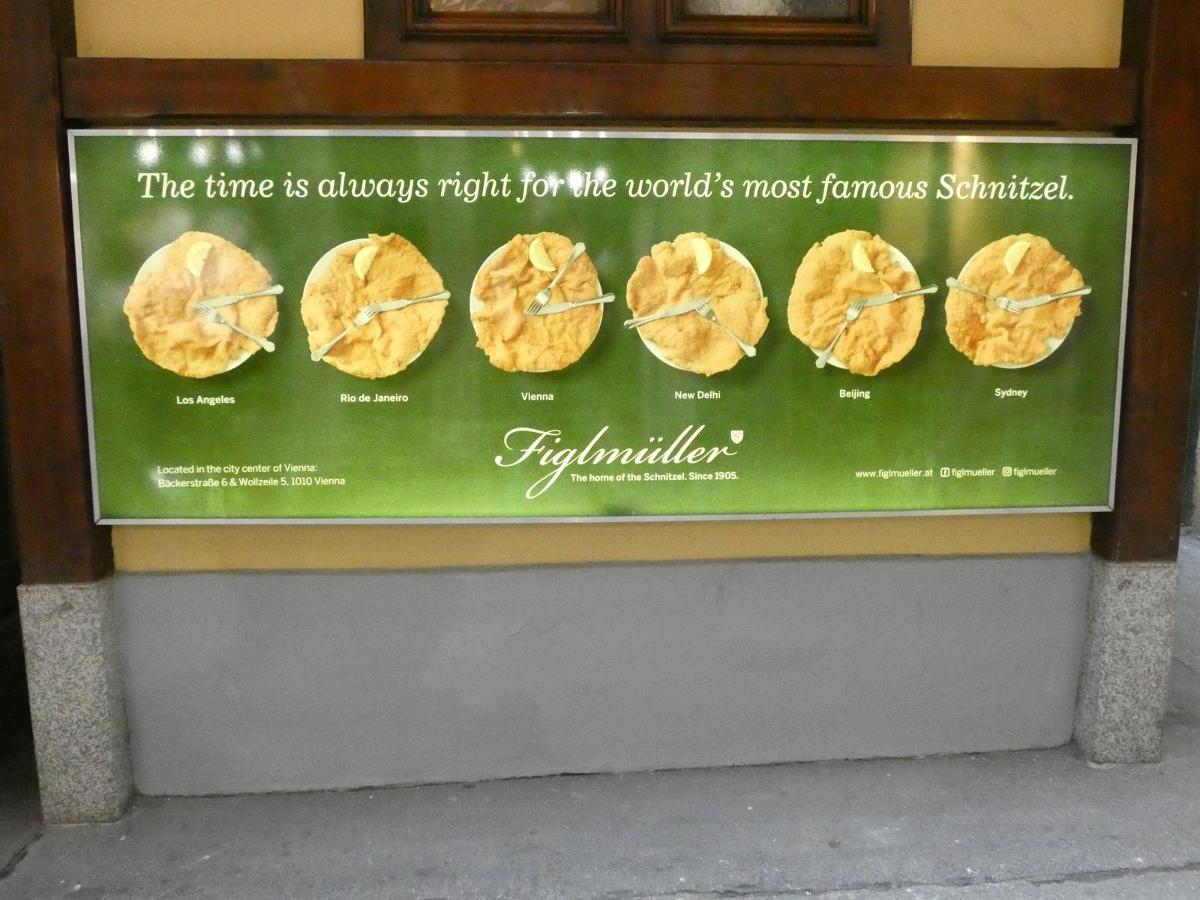 The time is always right for the world's most famous Schnitzel.
Los Angeles
Rio de Janeiro
Vienna
New Delhi
Beijing
Sydney
Figlmüller
The home of the Schnitzel. Since 1905.
Located in the city center of Vienna:
Bäckerstraße 6 & Wollzeile 5, 1010 Vienna
www.figlmueller.at figlmueller figlmueller